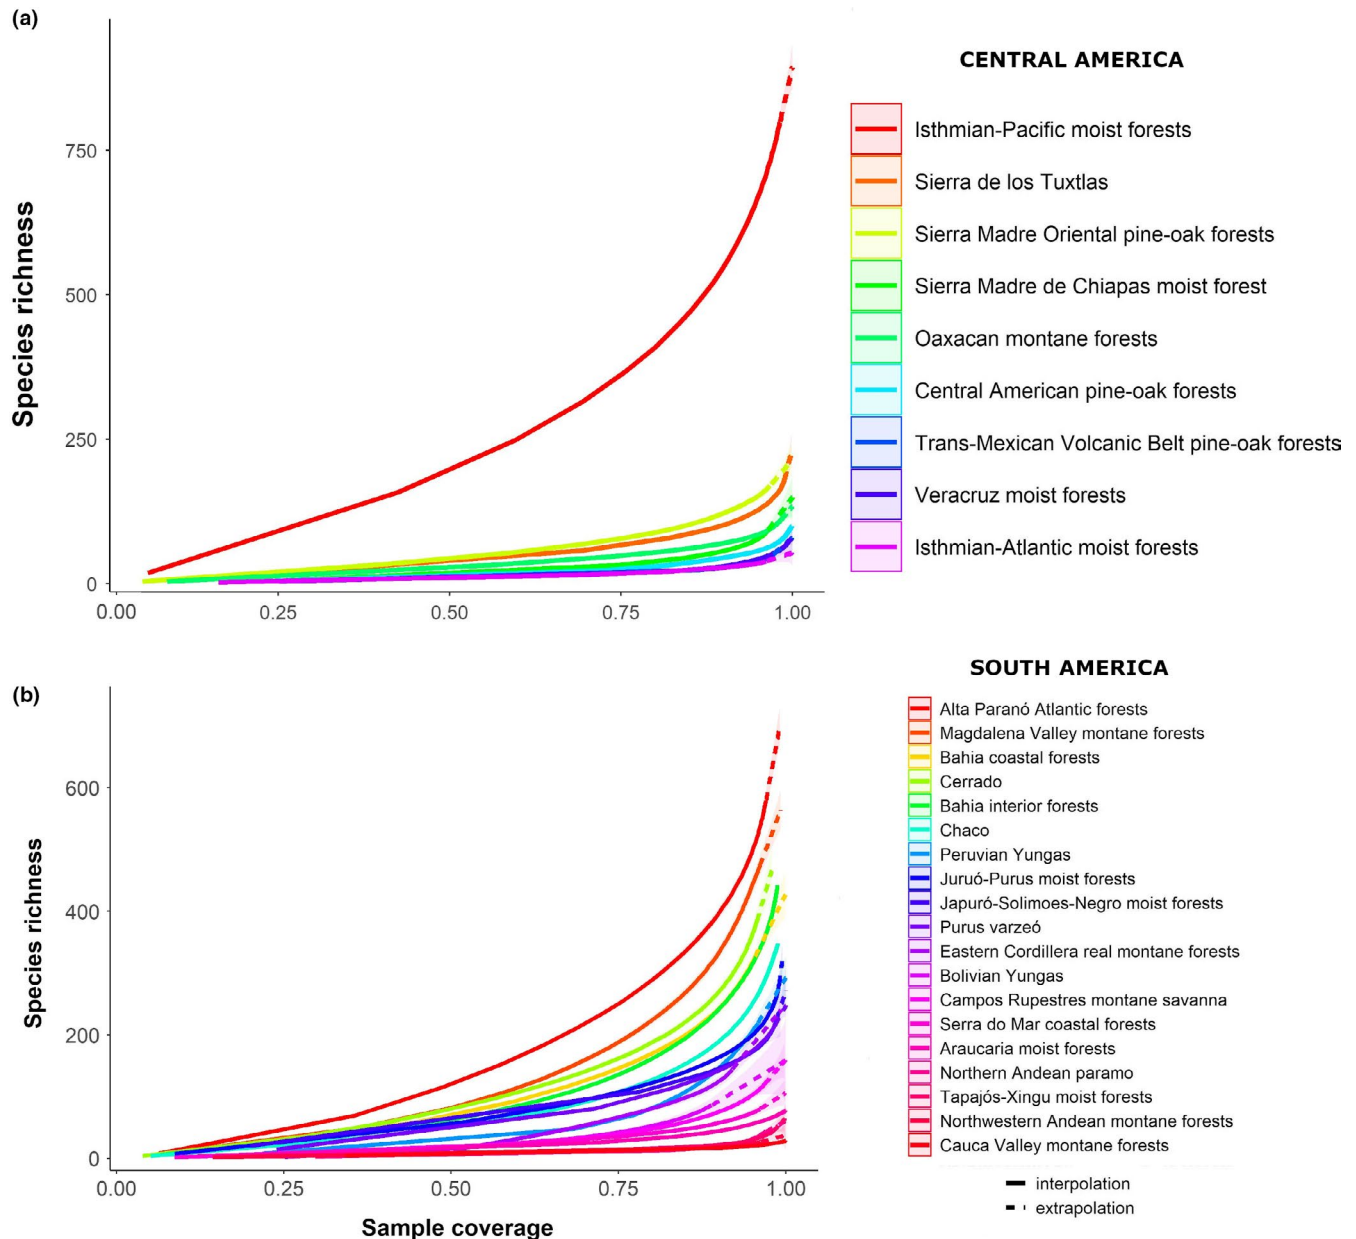 (a)
Species richness
750
500
250
0
0.00 0.25 0.50 0.75 1.00
CENTRAL AMERICA
Isthmian-Pacific moist forests
Sierra de los Tuxtlas
Sierra Madre Oriental pine-oak forests
Sierra Madre de Chiapas moist forest
Oaxacan montane forests
Central American pine-oak forests
Trans-Mexican Volcanic Belt pine-oak forests
Veracruz moist forests
Isthmian-Atlantic moist forests
(b)
Species richness
600
400
200
0
0.00 0.25 0.50 0.75 1.00
Sample coverage
SOUTH AMERICA
Alta Paranó Atlantic forests
Magdalena Valley montane forests
Bahia coastal forests
Cerrado
Bahia interior forests
Chaco
Peruvian Yungas
Juruó-Purus moist forests
Japuró-Solimoes-Negro moist forests
Purus varzeó
Eastern Cordillera real montane forests
Bolivian Yungas
Campos Rupestres montane savanna
Serra do Mar coastal forests
Araucaria moist forests
Northern Andean paramo
Tapajós-Xingu moist forests
Northwestern Andean montane forests
Cauca Valley montane forests
interpolation
extrapolation